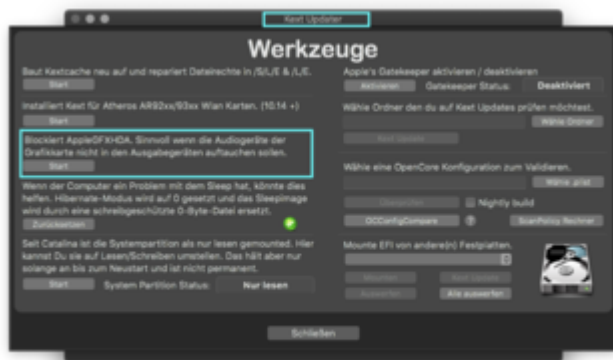 Kext Updater
Werkzeuge
Baut Kextcache neu auf und repariert Dateirechte in /S/L/E & /L/E.
Start
Installiert Kext für Atheros AR92xx/93xx Wlan Karten. (10.14 +)
Start
Blockiert AppleGFXHDA. Sinnvoll wenn die Audiogeräte der
Grafikkarte nicht in den Ausgabegeräten auftauchen sollen.
Start
Wenn der Computer ein Problem mit dem Sleep hat, könnte dies
helfen. Hibernate-Modus wird auf 0 gesetzt und das Sleepimage
wird durch eine schreibgeschützte 0-Byte-Datei ersetzt.
Zurücksetzen
Seit Catalina ist die Systempartition als nur lesen gemounted. Hier
kannst Du sie auf Lesen/Schreiben umstellen. Das hält aber nur
solange an bis zum Neustart und ist nicht permanent.
Start System Partition Status: Nur lesen
Apple's Gatekeeper aktivieren / deaktivieren
Aktivieren Gatekeeper Status: Deaktiviert
Wähle Ordner den du auf Kext Updates prüfen möchtest.
Wähle Ordner
Kext Update
Wähle eine OpenCore Konfiguration zum Validieren.
Wähle .plist
Überprüfen Nightly build
OCConfigCompare ? ScanPolicy Rechner
Mounte EFI von andere(n) Festplatten.
Mounten
Auswerfen Alle auswerfen
Schließen